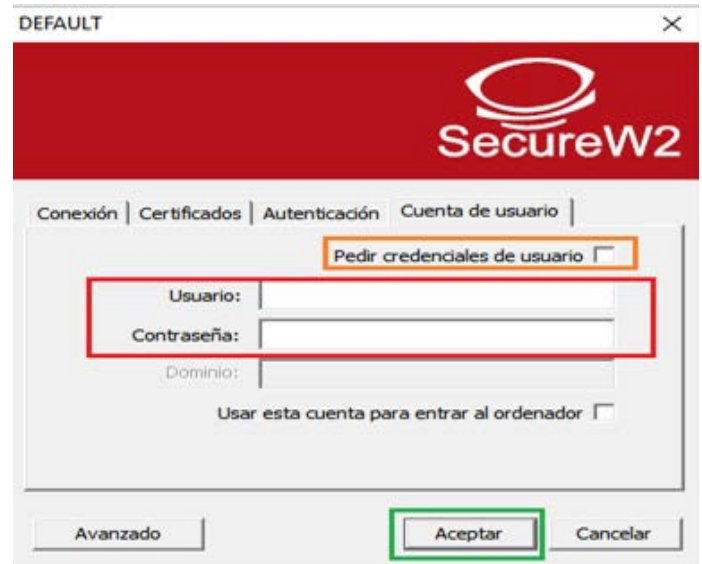 DEFAULT
SecureW2
Conexión Certificados Autenticación Cuenta de usuario
Pedir credenciales de usuario
Usuario:
Contraseña:
Dominio:
Usar esta cuenta para entrar al ordenador
Avanzado Aceptar Cancelar